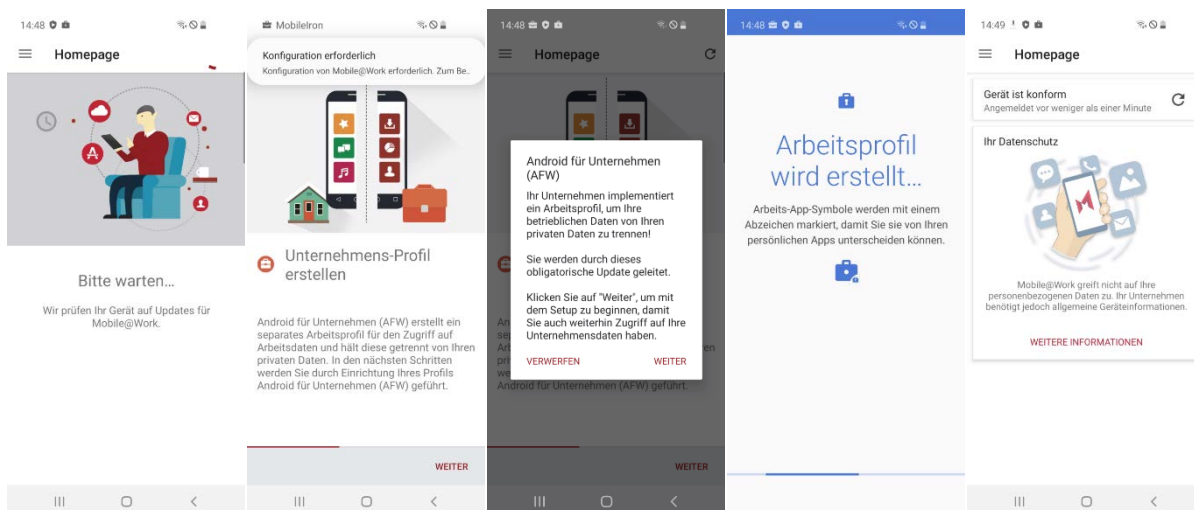 14:48
Homepage
Bitte warten...
Wir prüfen Ihr Gerät auf Updates für
Mobile@Work.
MobileIron
Konfiguration erforderlich
Konfiguration von Mobile@Work erforderlich. Zum Be..
Unternehmens-Profil
erstellen
Android für Unternehmen (AFW) erstellt ein
separates Arbeitsprofil für den Zugriff auf
Arbeitsdaten und hält diese getrennt von Ihren
privaten Daten. In den nächsten Schritten
werden Sie durch Einrichtung Ihres Profils
Android für Unternehmen (AFW) geführt.
WEITER
14:48
Homepage
Android für Unternehmen
(AFW)
Ihr Unternehmen implementiert
ein Arbeitsprofil, um Ihre
betrieblichen Daten von Ihren
privaten Daten zu trennen!
Sie werden durch dieses
obligatorische Update geleitet.
Klicken Sie auf "Weiter", um mit
dem Setup zu beginnen, damit
Sie auch weiterhin Zugriff auf Ihre
Unternehmensdaten haben.
VERWERFEN
WEITER
Android für Unternehmen (AFW) geführt.
WEITER
14:48
Arbeitsprofil
wird erstellt...
Arbeits-App-Symbole werden mit einem
Abzeichen markiert, damit Sie sie von Ihren
persönlichen Apps unterscheiden können.
14:49
Homepage
Gerät ist konform
Angemeldet vor weniger als einer Minute
Ihr Datenschutz
Mobile@Work greift nicht auf Ihre
personenbezogenen Daten zu. Ihr Unternehmen
benötigt jedoch allgemeine Geräteinformationen.
WEITERE INFORMATIONEN